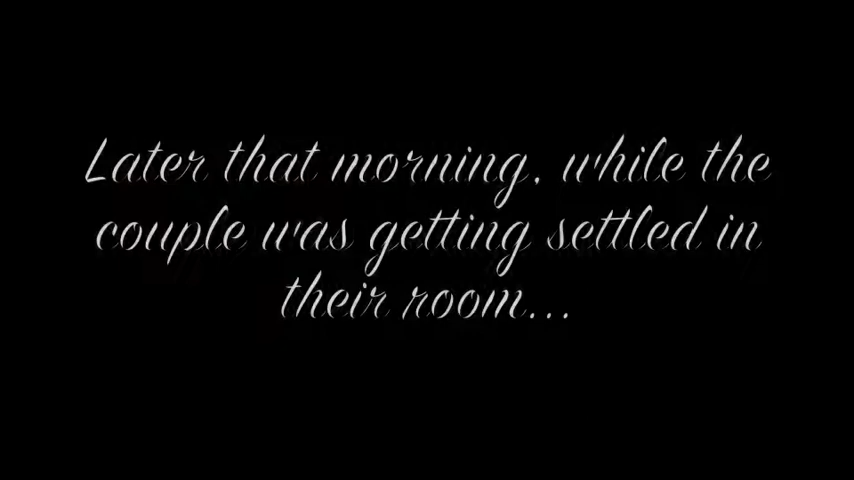 Later that morning, while the
couple was getting settled in
their room...